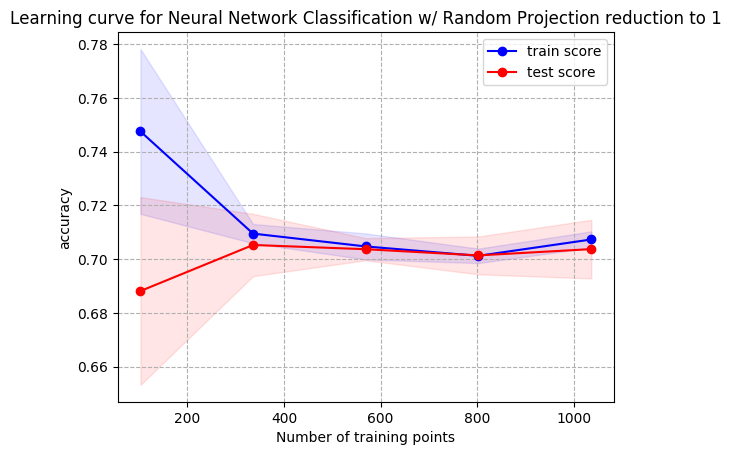 Learning curve for Neural Network Classification w/ Random Projection reduction to 1
0.78
0.76
0.74
0.72
0.70
0.68
0.66
accuracy
train score
test score
200
400
600
800
1000
Number of training points